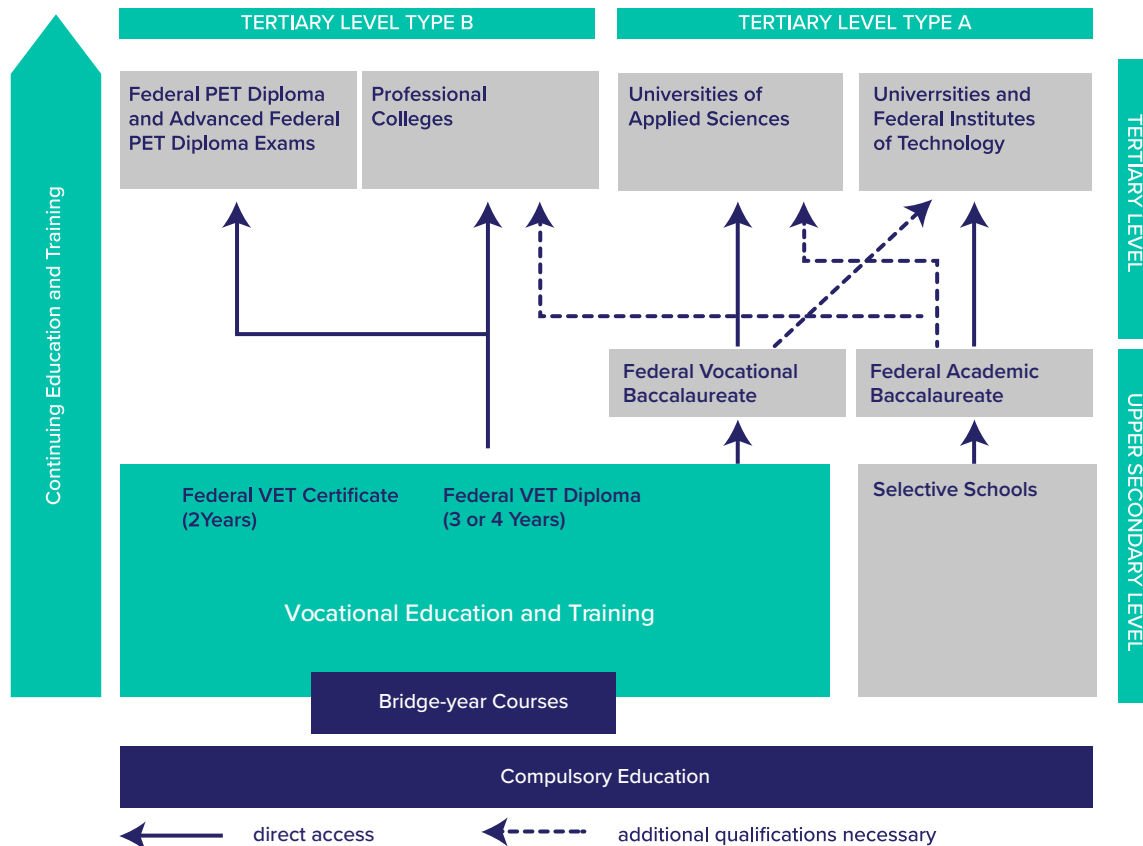 TERTIARY LEVEL TYPE B
TERTIARY LEVEL TYPE A
Federal PET Diploma
and Advanced Federal
PET Diploma Exams
Professional
Colleges
Universities of
Applied Sciences
Univerrsities and
Federal Institutes
of Technology
TERTIARY LEVEL
Continuing Education and Training
Federal Vocational
Baccalaureate
Federal Academic
Baccalaureate
UPPER SECONDARY LEVEL
Federal VET Certificate
(2Years)
Federal VET Diploma
(3 or 4 Years)
Selective Schools
Vocational Education and Training
Bridge-year Courses
Compulsory Education
direct access
additional qualifications necessary